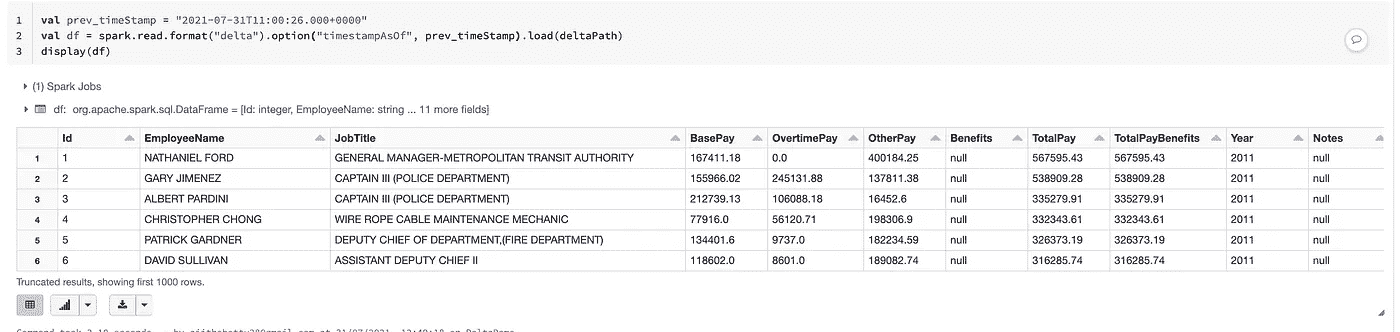 1 val prev_timeStamp = "2021-07-31T11:00:26.000+0000"
2 val df = spark.read.format("delta").option("timestampAsOf", prev_timeStamp).load(deltaPath)
3 display(df)
(1) Spark Jobs
df: org.apache.spark.sql.DataFrame = [Id: integer, EmployeeName: string ... 11 more fields]
Id EmployeeName JobTitle BasePay OvertimePay OtherPay Benefits TotalPay TotalPayBenefits Year Notes
1 1 NATHANIEL FORD GENERAL MANAGER-METROPOLITAN TRANSIT AUTHORITY 167411.18 0.0 400184.25 null 567595.43 567595.43 2011 null
2 2 GARY JIMENEZ CAPTAIN III (POLICE DEPARTMENT) 155966.02 245131.88 137811.38 null 538909.28 538909.28 2011 null
3 3 ALBERT PARDINI CAPTAIN III (POLICE DEPARTMENT) 212739.13 106088.18 16452.6 null 335279.91 335279.91 2011 null
4 4 CHRISTOPHER CHONG WIRE ROPE CABLE MAINTENANCE MECHANIC 77916.0 56120.71 198306.9 null 332343.61 332343.61 2011 null
5 5 PATRICK GARDNER DEPUTY CHIEF OF DEPARTMENT,(FIRE DEPARTMENT) 134401.6 9737.0 182234.59 null 326373.19 326373.19 2011 null
6 6 DAVID SULLIVAN ASSISTANT DEPUTY CHIEF II 118602.0 8601.0 189082.74 null 316285.74 316285.74 2011 null
Truncated results, showing first 1000 rows.